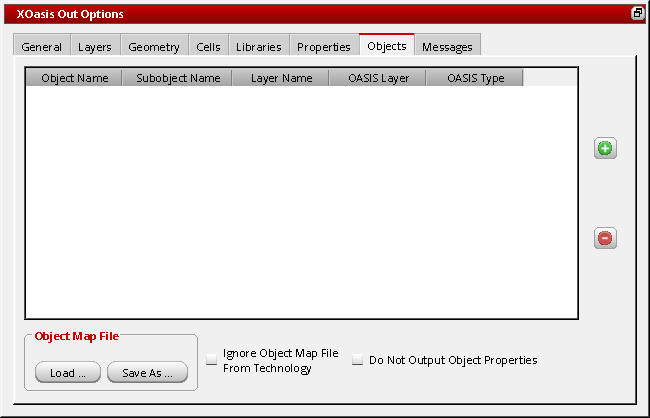 XOasis Out Options
General Layers Geometry Cells Libraries Properties Objects Messages
Object Name Subobject Name Layer Name OASIS Layer OASIS Type
Object Map File
Load ... Save As ...
Ignore Object Map File
From Technology
Do Not Output Object Properties